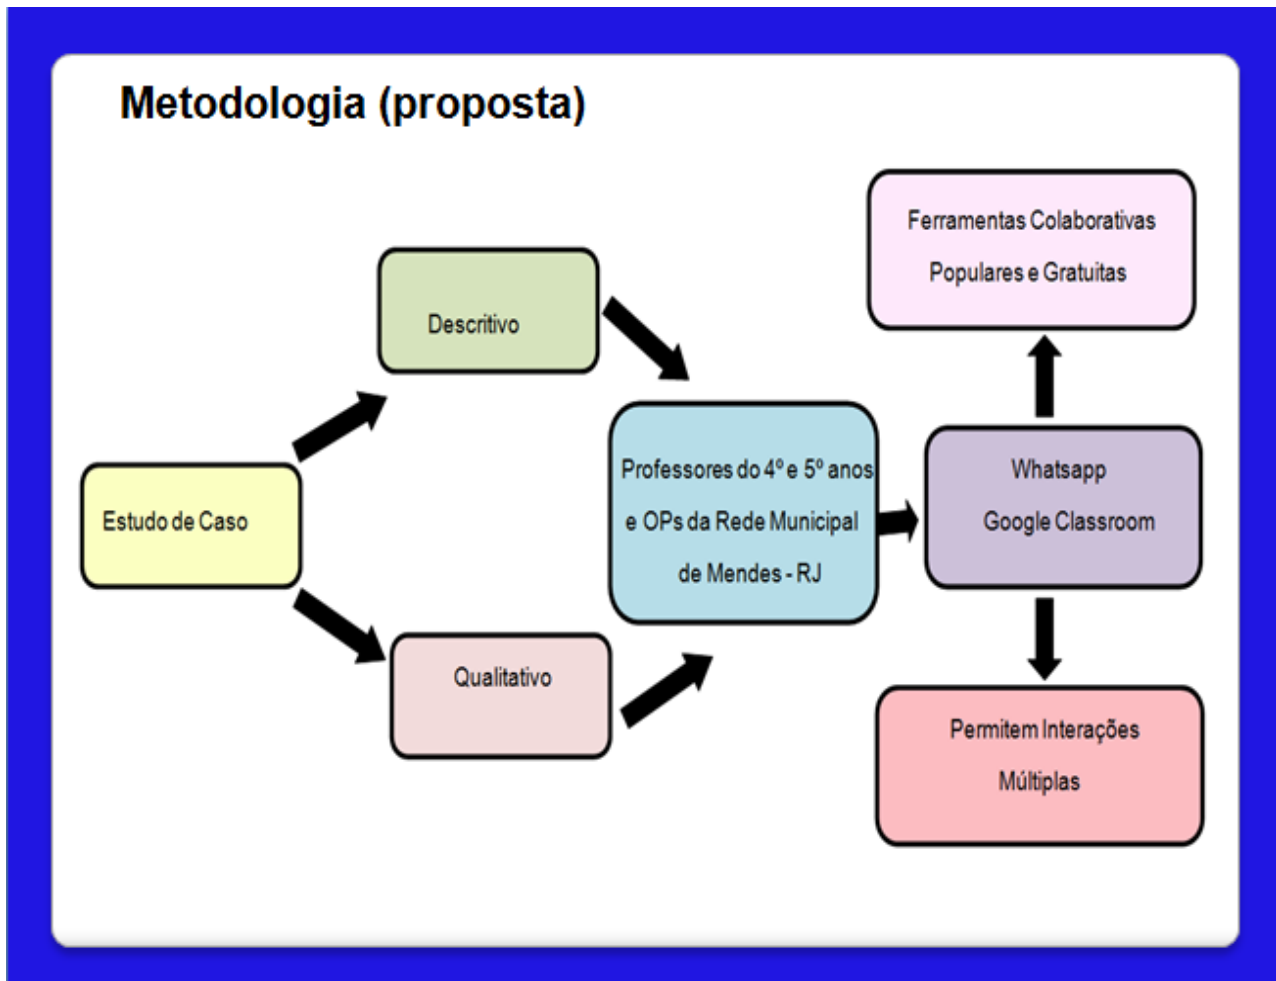 Metodologia (proposta)
Ferramentas Colaborativas
Populares e Gratuitas
Descritivo
Professores do 4º e 5º anos
e OPs da Rede Municipal
de Mendes - RJ
Whatsapp
Google Classroom
Estudo de Caso
Qualitativo
Permitem Interações
Múltiplas